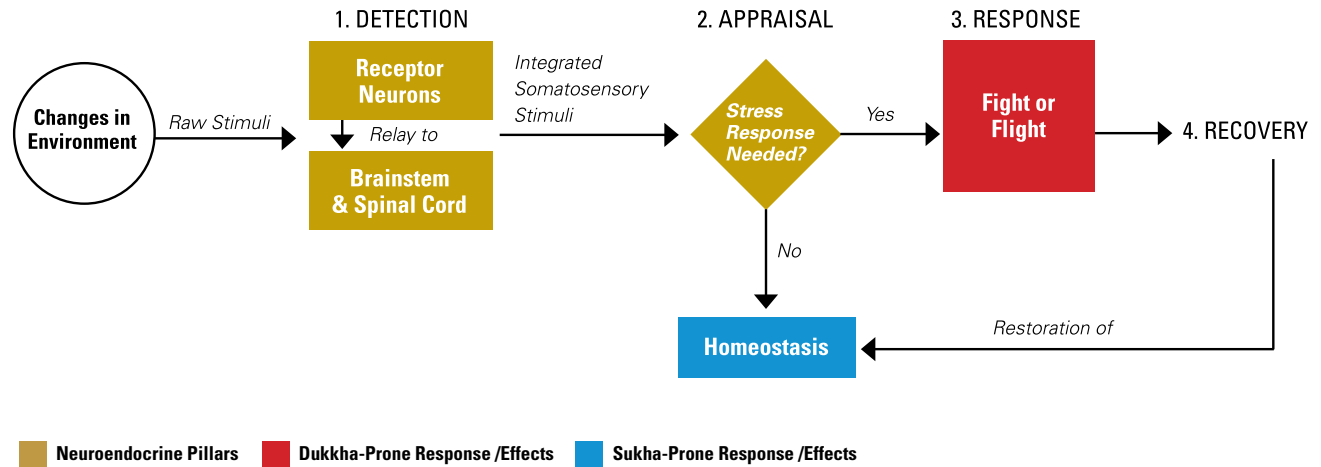 1. DETECTION
2. APPRAISAL
3. RESPONSE
Changes in
Environment
Raw Stimuli
Receptor
Neurons
Relay to
Brainstem
& Spinal Cord
Integrated
Somatosensory
Stimuli
Stress
Response
Needed?
Yes
Fight or
Flight
4. RECOVERY
No
Homeostasis
Restoration of
Neuroendocrine Pillars
Dukkha-Prone Response /Effects
Sukha-Prone Response /Effects